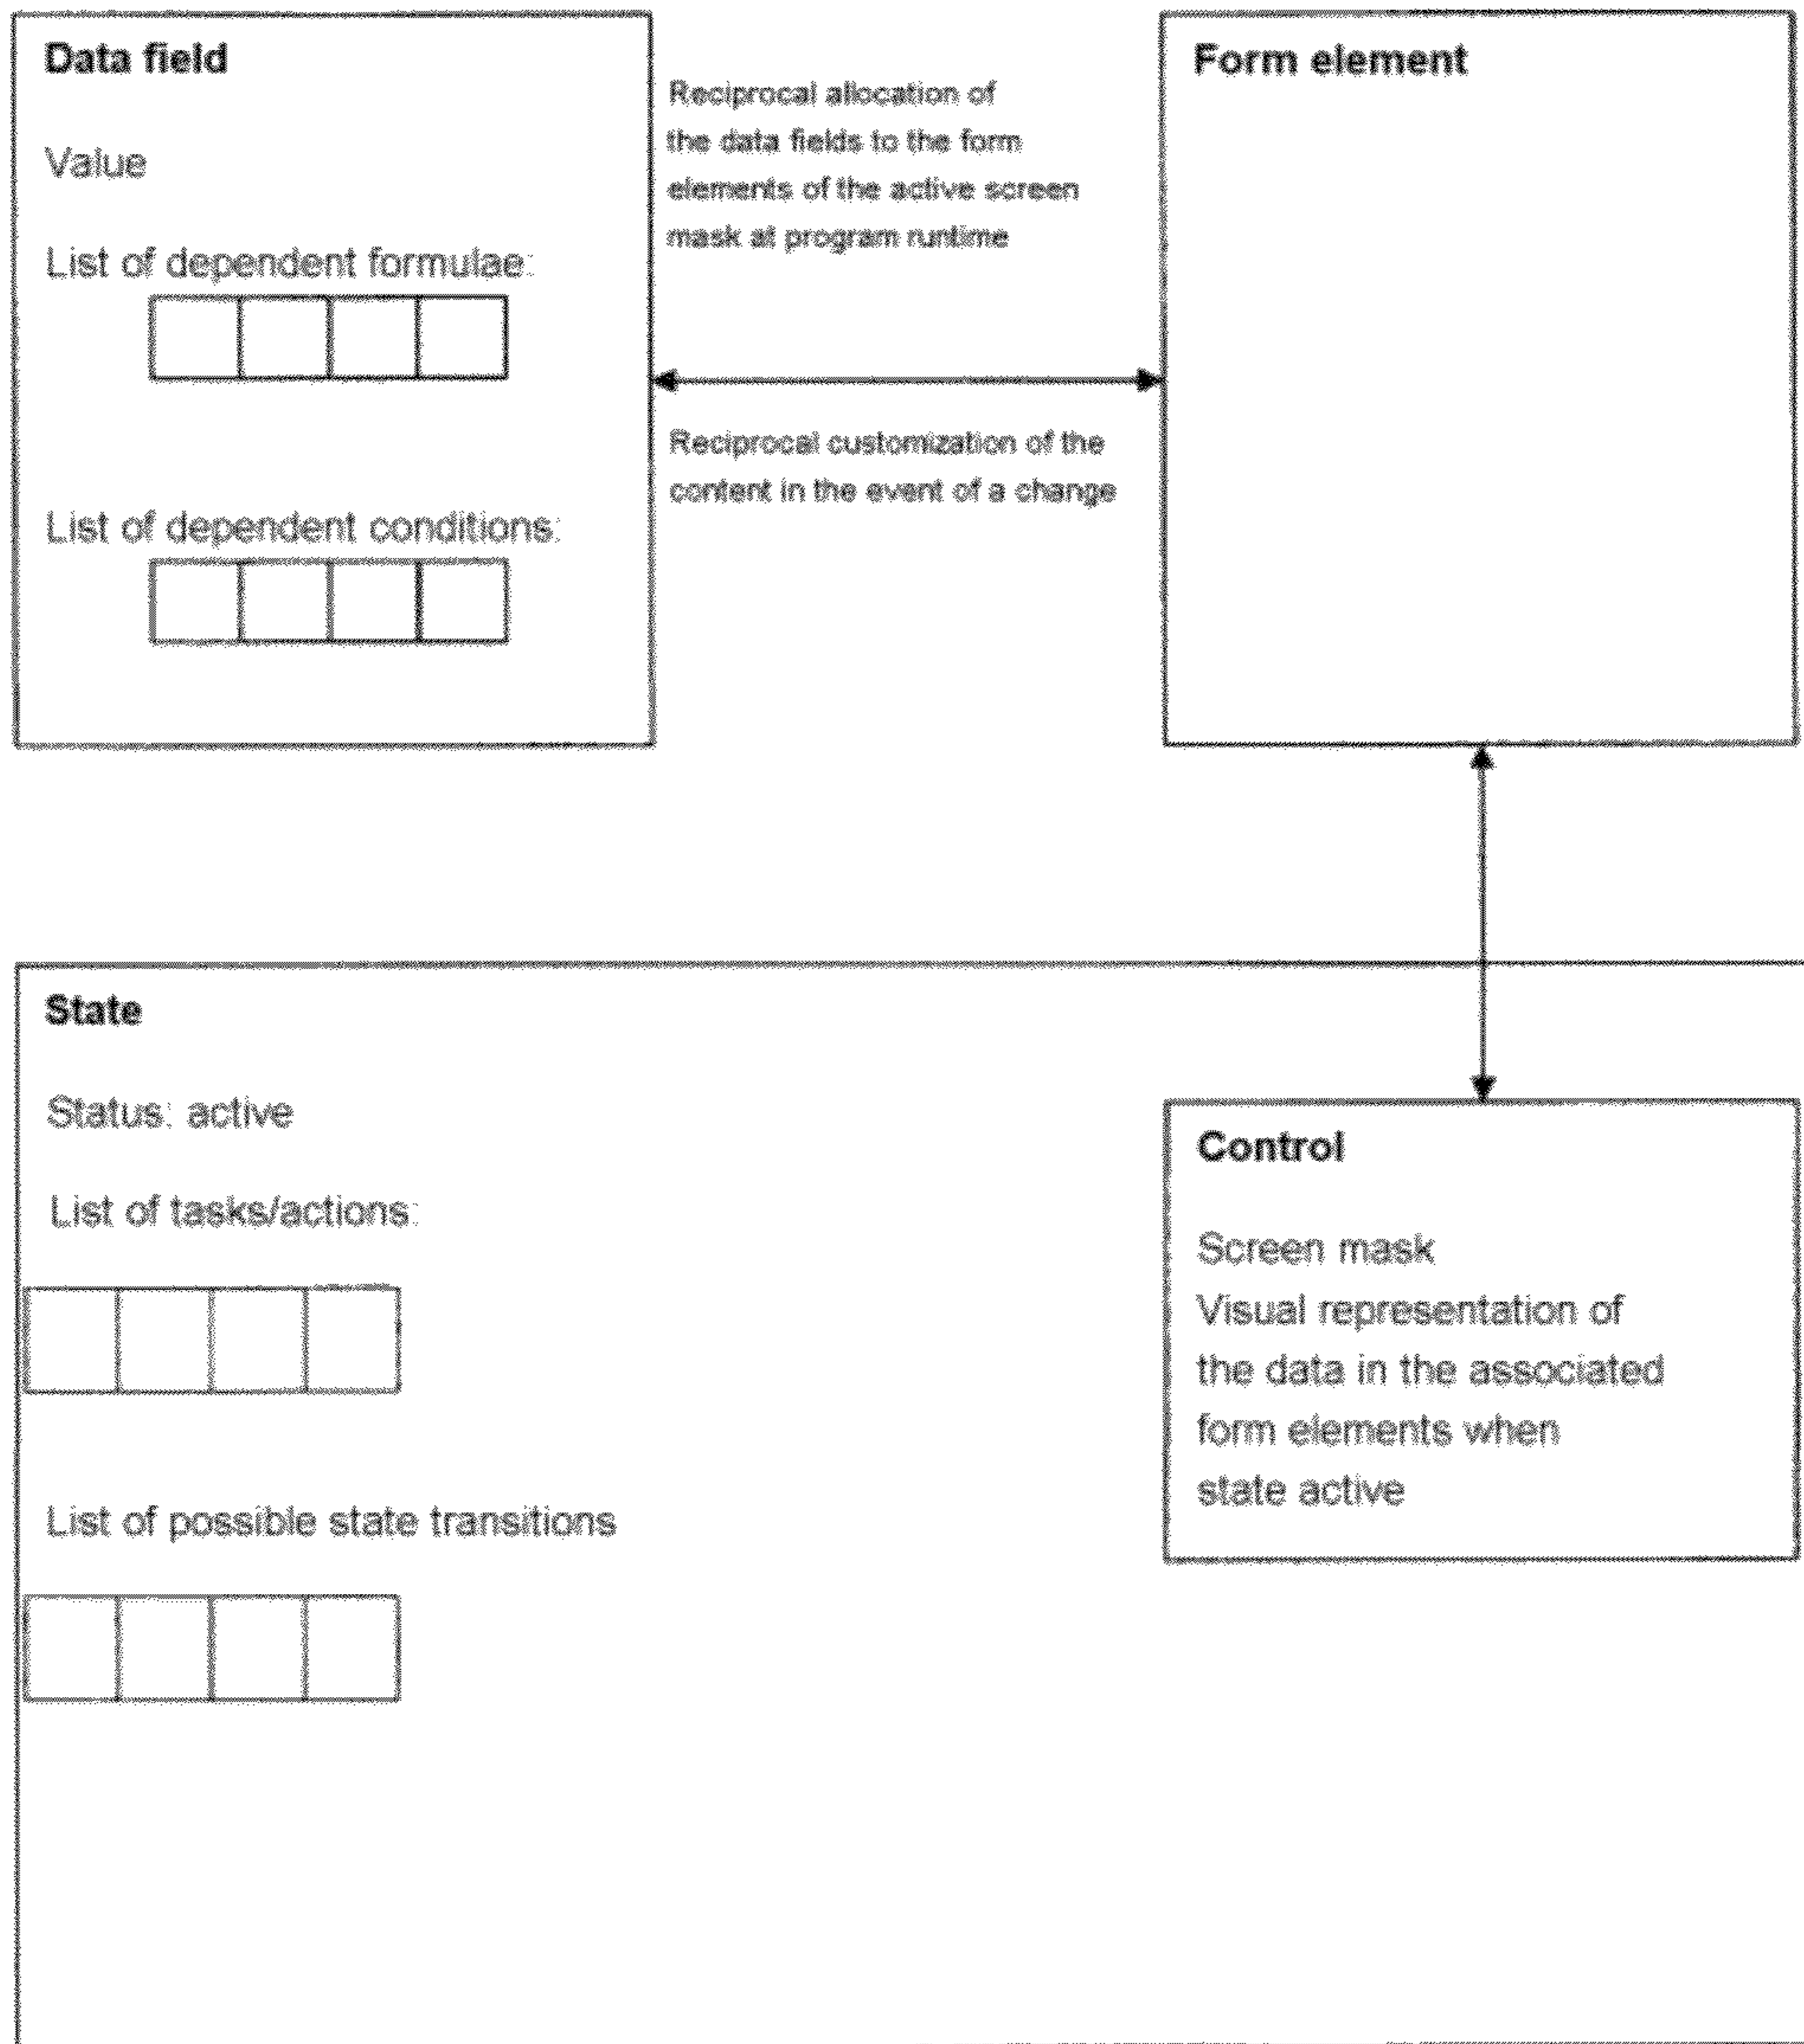 Data field
Value
List of dependent formulae:
List of dependent conditions:
Reciprocal allocation of
the data fields to the form
elements of the active screen
mask at program runtime
Reciprocal customization of the
content in the event of a change
Form element
State
Status: active
List of tasks/actions:
List of possible state transitions
Control
Screen mask
Visual representation of
the data in the associated
form elements when
state active